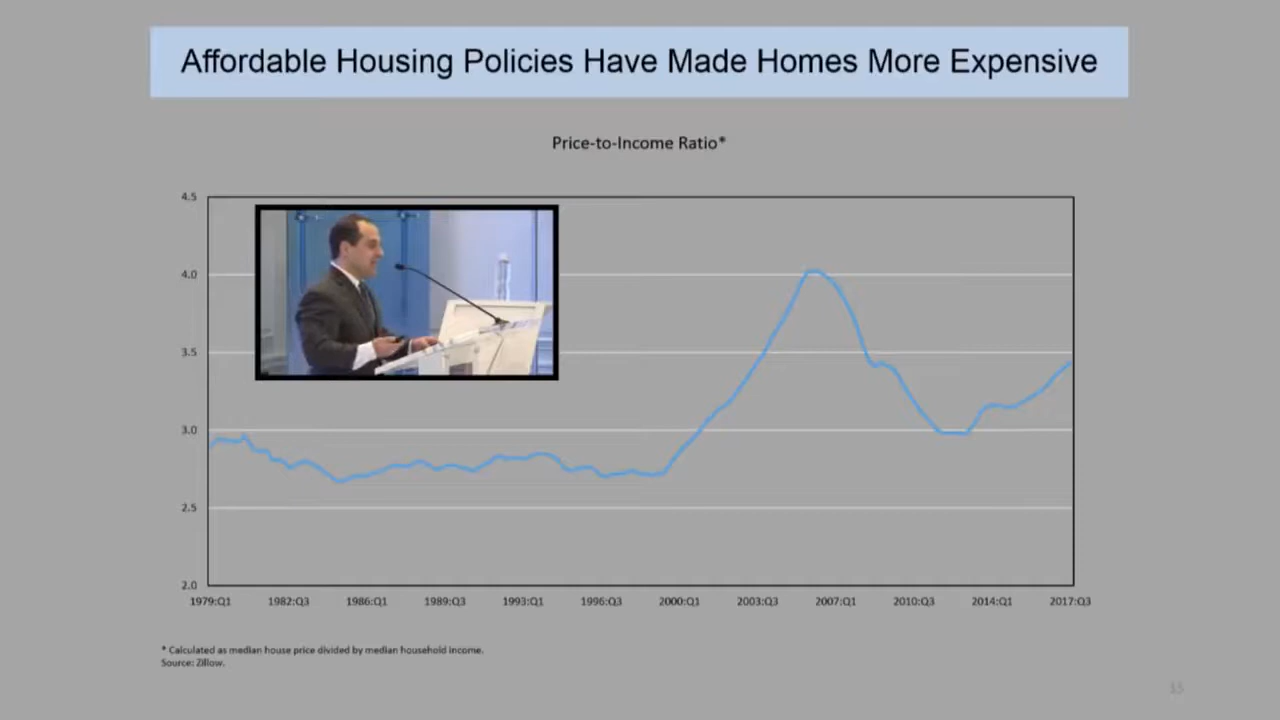 Affordable Housing Policies Have Made Homes More Expensive
Price-to-Income Ratio*
4.5
4.0
3.5
3.0
2.5
2.0
1979:Q1 1982:Q3 1986:Q1 1989:Q3 1993:Q1 1996:Q3 2000:Q1 2003:Q3 2007:Q1 2010:Q3 2014:Q1 2017:Q3
* Calculated as median house price divided by median household income.
Source: Zillow.